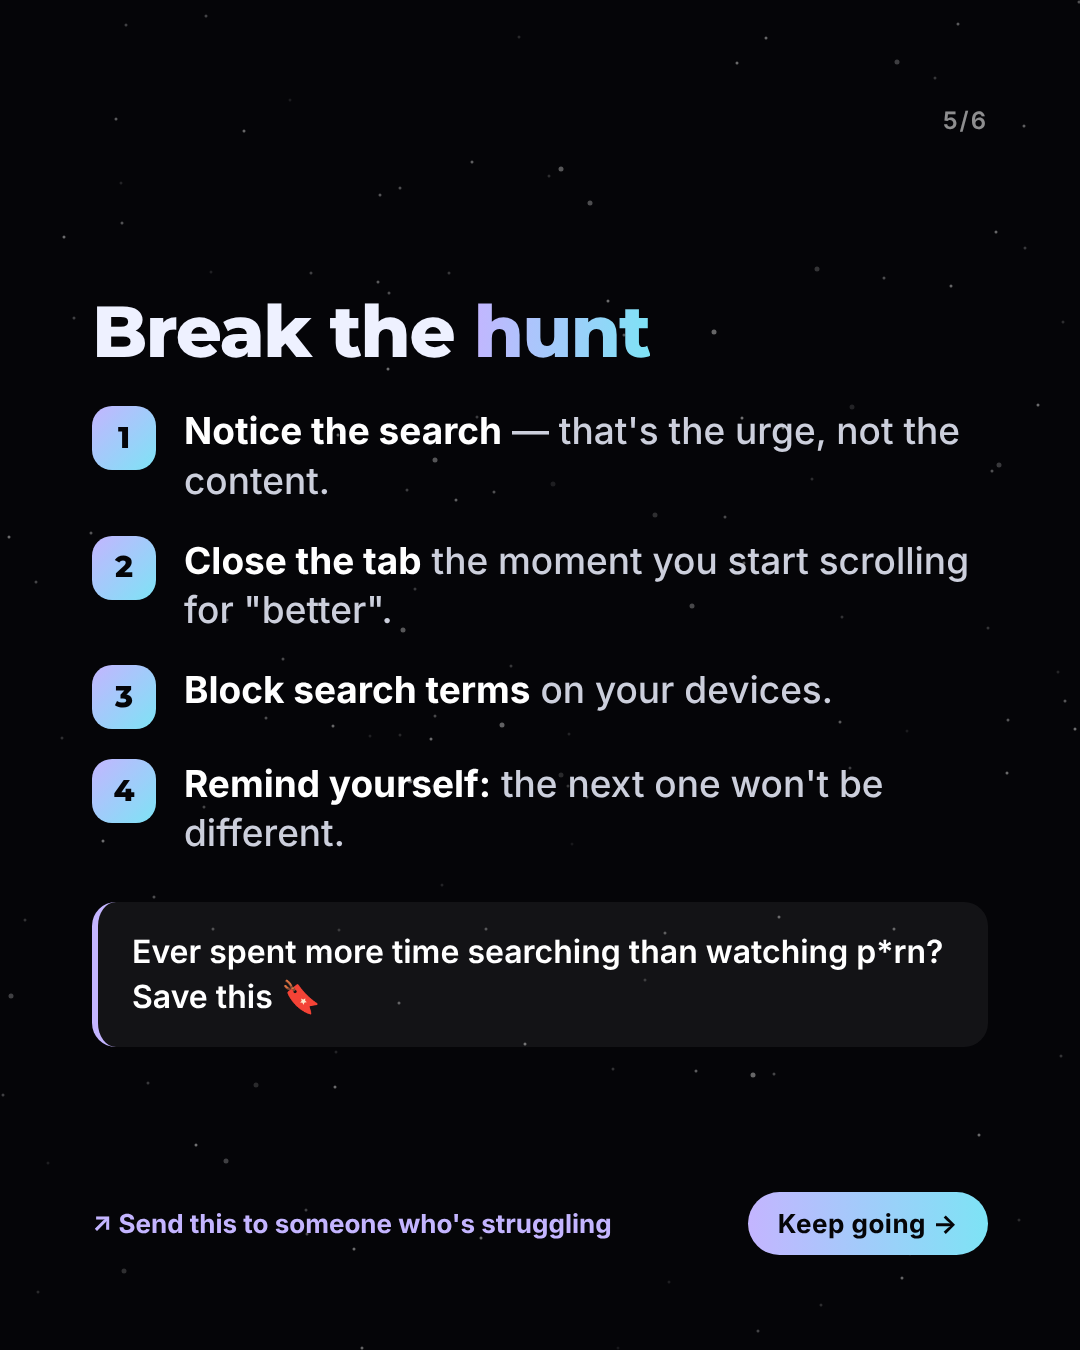 5/6
Break the hunt
1
Notice the search — that's the urge, not the
content.
2
Close the tab the moment you start scrolling
for "better".
3
Block search terms on your devices.
4
Remind yourself: the next one won't be
different.
Ever spent more time searching than watching p*rn?
Save this 🔖
↗ Send this to someone who's struggling
Keep going →